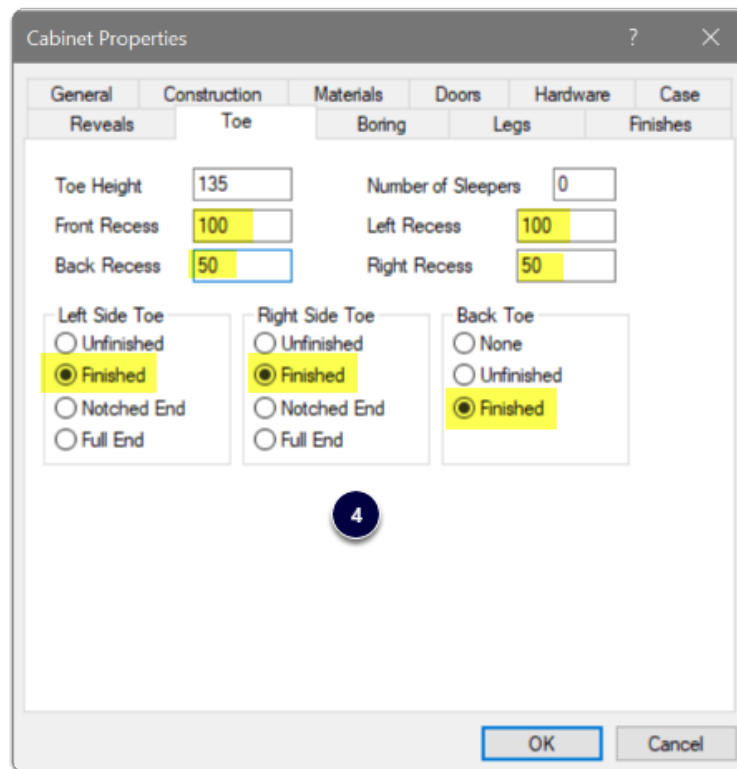 Cabinet Properties ?
General Construction Materials Doors Hardware Case
Reveals Toe Boring Legs Finishes
Toe Height 135 Number of Sleepers 0
Front Recess 100 Left Recess 100
Back Recess 50 Right Recess 50
Left Side Toe Right Side Toe Back Toe
Unfinished Unfinished None
Finished Finished Unfinished
Notched End Notched End Finished
Full End Full End
4
OK Cancel